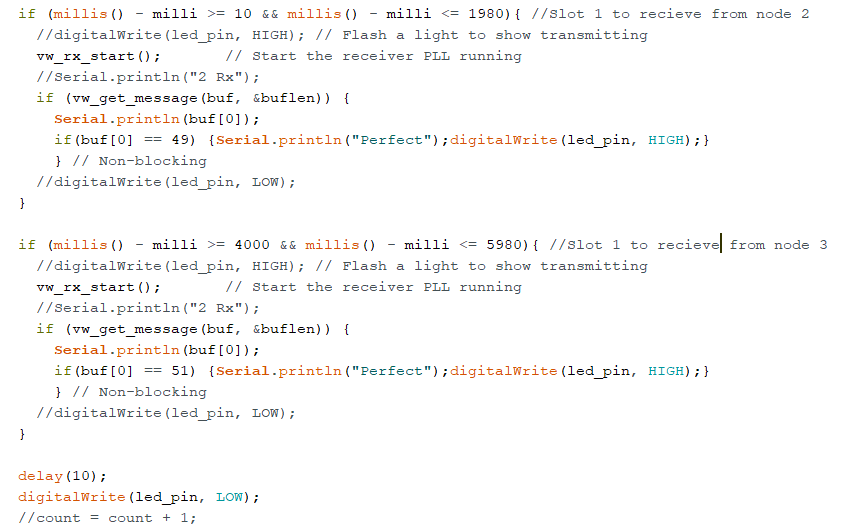 if (millis() - milli >= 10 && millis() - milli <= 1980){ //Slot 1 to recieve from node 2
  //digitalWrite(led_pin, HIGH); // Flash a light to show transmitting
  vw_rx_start();       // Start the receiver PLL running
  //Serial.println("2 Rx");
  if (vw_get_message(buf, &buflen)) {
    Serial.println(buf[0]);
    if(buf[0] == 49) {Serial.println("Perfect");digitalWrite(led_pin, HIGH);}
    } // Non-blocking
  //digitalWrite(led_pin, LOW);
}

if (millis() - milli >= 4000 && millis() - milli <= 5980){ //Slot 1 to recieve from node 3
  //digitalWrite(led_pin, HIGH); // Flash a light to show transmitting
  vw_rx_start();       // Start the receiver PLL running
  //Serial.println("2 Rx");
  if (vw_get_message(buf, &buflen)) {
    Serial.println(buf[0]);
    if(buf[0] == 51) {Serial.println("Perfect");digitalWrite(led_pin, HIGH);}
    } // Non-blocking
  //digitalWrite(led_pin, LOW);
}

delay(10);
digitalWrite(led_pin, LOW);
//count = count + 1;